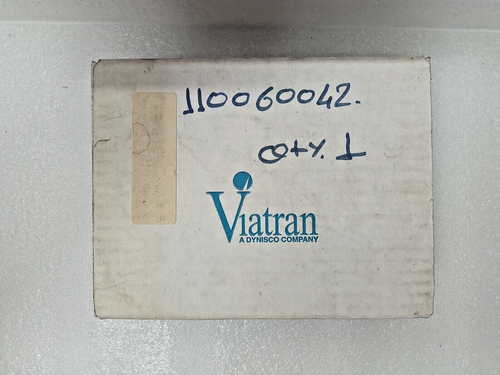 110060042.
QTY. 1
Viatran
A DYNISCO COMPANY